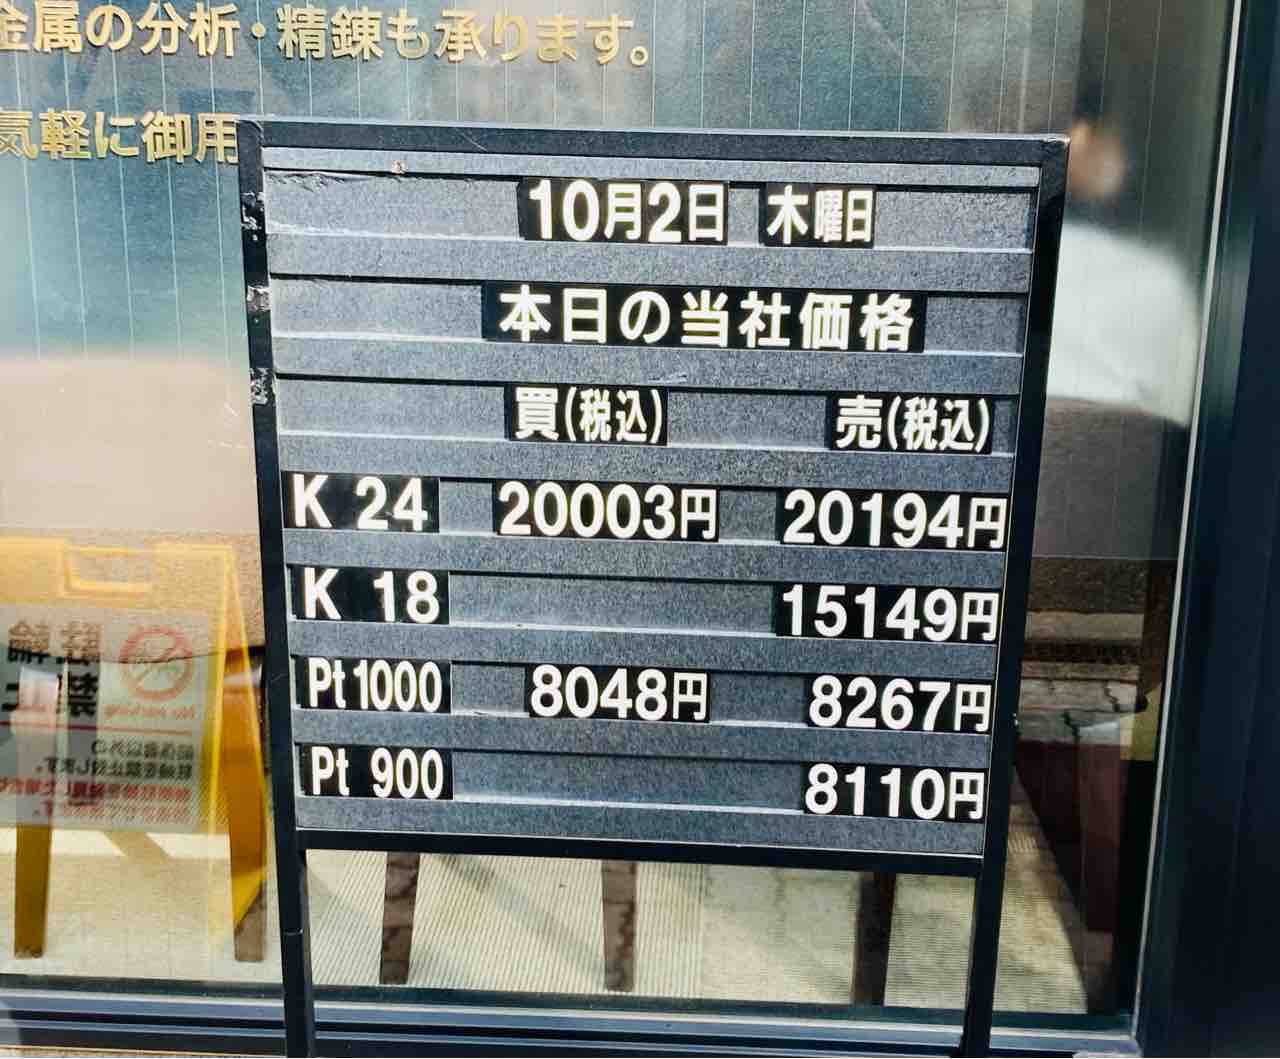 金属の分析・精錬も承ります。
気軽に御用
10月2日 木曜日
本日の当社価格
買(税込) 売(税込)
K 24 20003円 20194円
K 18 15149円
Pt1000 8048円 8267円
Pt 900 8110円